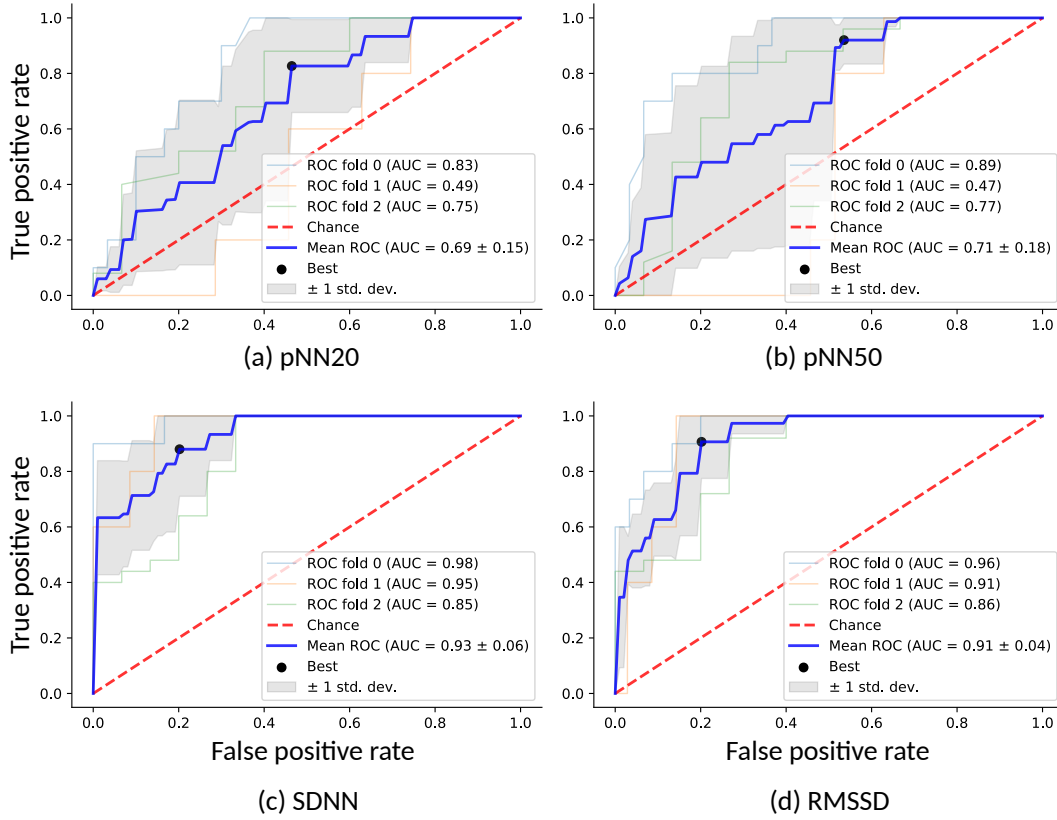 True positive rate
1.0
0.8
0.6
0.4
0.2
0.0
0.0 0.2 0.4 0.6 0.8 1.0
ROC fold 0 (AUC = 0.83)
ROC fold 1 (AUC = 0.49)
ROC fold 2 (AUC = 0.75)
Chance
Mean ROC (AUC = 0.69 ± 0.15)
Best
± 1 std. dev.
(a) pNN20
1.0
0.8
0.6
0.4
0.2
0.0
0.0 0.2 0.4 0.6 0.8 1.0
ROC fold 0 (AUC = 0.89)
ROC fold 1 (AUC = 0.47)
ROC fold 2 (AUC = 0.77)
Chance
Mean ROC (AUC = 0.71 ± 0.18)
Best
± 1 std. dev.
(b) pNN50
True positive rate
1.0
0.8
0.6
0.4
0.2
0.0
0.0 0.2 0.4 0.6 0.8 1.0
ROC fold 0 (AUC = 0.98)
ROC fold 1 (AUC = 0.95)
ROC fold 2 (AUC = 0.85)
Chance
Mean ROC (AUC = 0.93 ± 0.06)
Best
± 1 std. dev.
False positive rate
(c) SDNN
1.0
0.8
0.6
0.4
0.2
0.0
0.0 0.2 0.4 0.6 0.8 1.0
ROC fold 0 (AUC = 0.96)
ROC fold 1 (AUC = 0.91)
ROC fold 2 (AUC = 0.86)
Chance
Mean ROC (AUC = 0.91 ± 0.04)
Best
± 1 std. dev.
False positive rate
(d) RMSSD